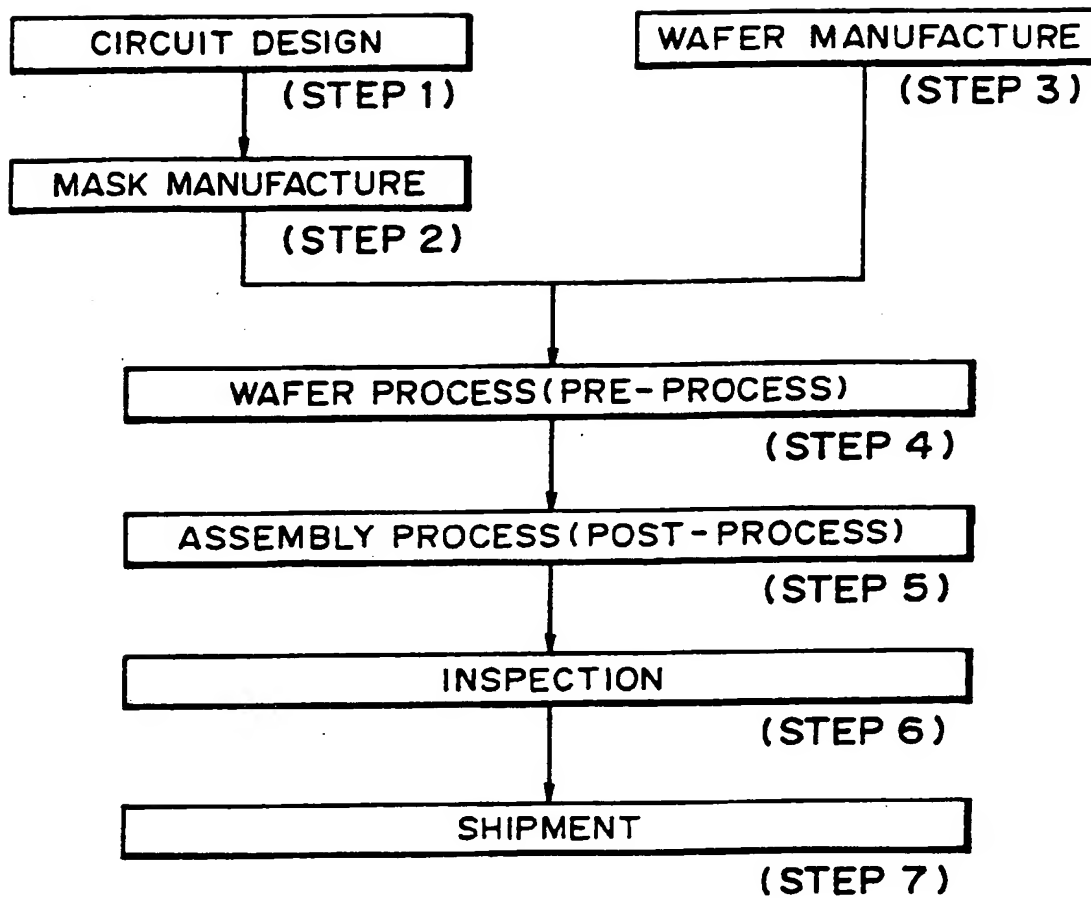 CIRCUIT DESIGN
(STEP 1)
MASK MANUFACTURE
(STEP 2)
WAFER MANUFACTURE
(STEP 3)
WAFER PROCESS(PRE-PROCESS)
(STEP 4)
ASSEMBLY PROCESS(POST-PROCESS)
(STEP 5)
INSPECTION
(STEP 6)
SHIPMENT
(STEP 7)